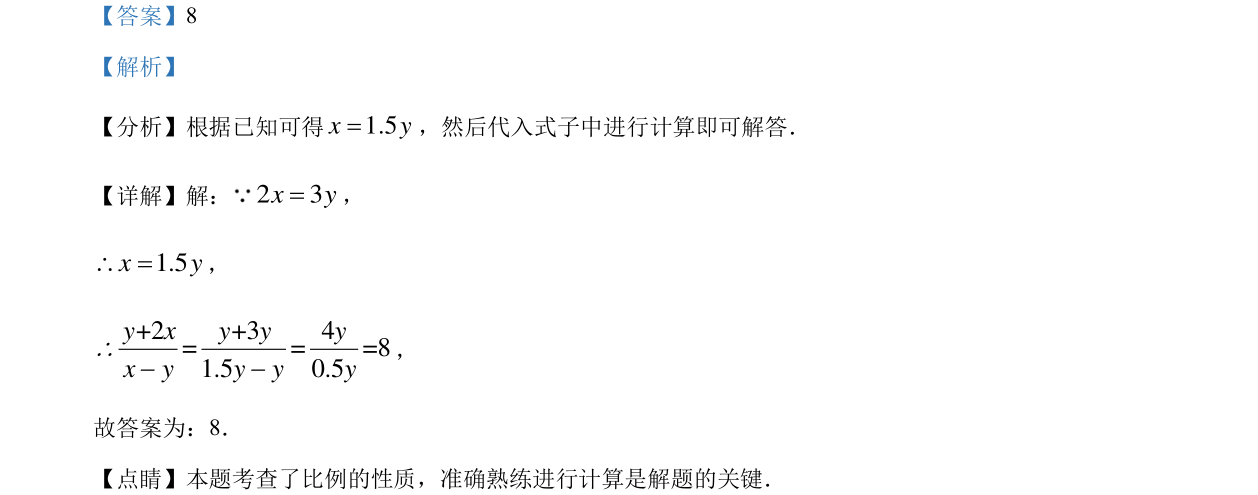 【答案】8
【解析】
【分析】根据已知可得 x=1.5y，然后代入式子中进行计算即可解答．
【详解】解：∵2x=3y，
∴x=1.5y，
∴\frac{y+2x}{x-y}=\frac{y+3y}{1.5y-y}=\frac{4y}{0.5y}=8，
故答案为：8．
【点睛】本题考查了比例的性质，准确熟练进行计算是解题的关键．